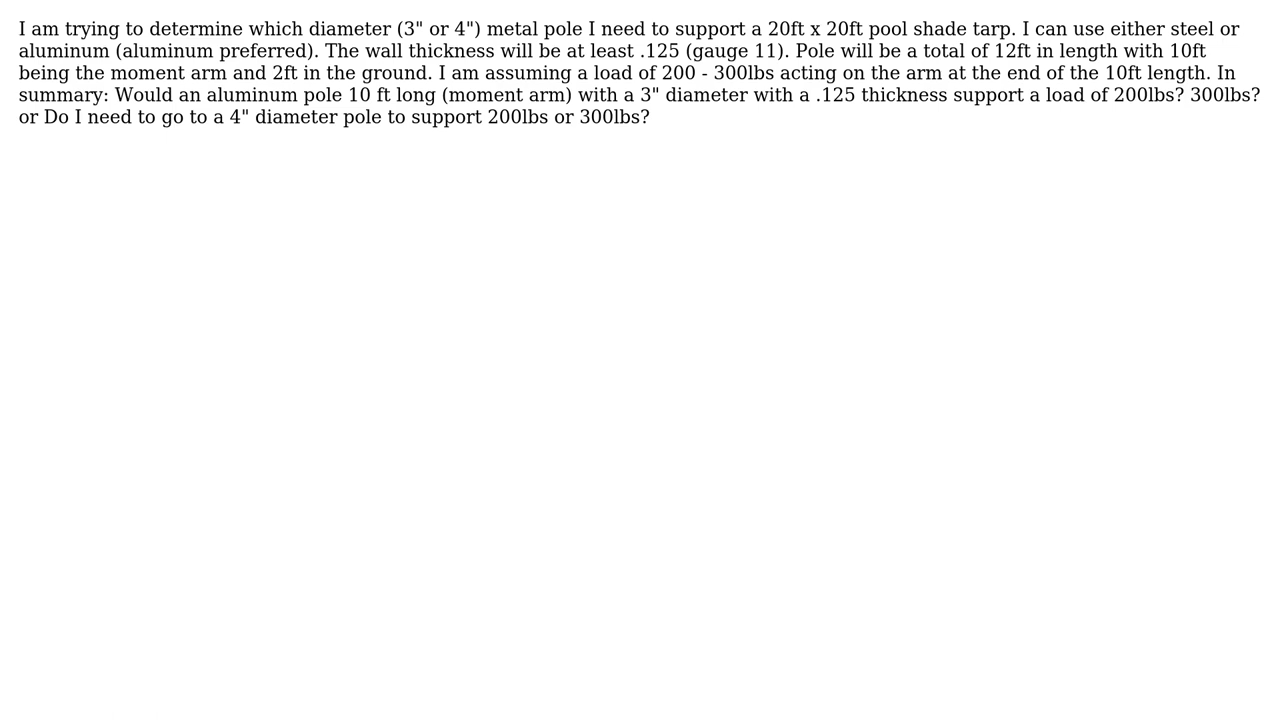 I am trying to determine which diameter (3" or 4") metal pole I need to support a 20ft x 20ft pool shade tarp. I can use either steel or
aluminum (aluminum preferred). The wall thickness will be at least .125 (gauge 11). Pole will be a total of 12ft in length with 10ft
being the moment arm and 2ft in the ground. I am assuming a load of 200 - 300lbs acting on the arm at the end of the 10ft length. In
summary: Would an aluminum pole 10 ft long (moment arm) with a 3" diameter with a .125 thickness support a load of 200lbs? 300lbs?
or Do I need to go to a 4" diameter pole to support 200lbs or 300lbs?